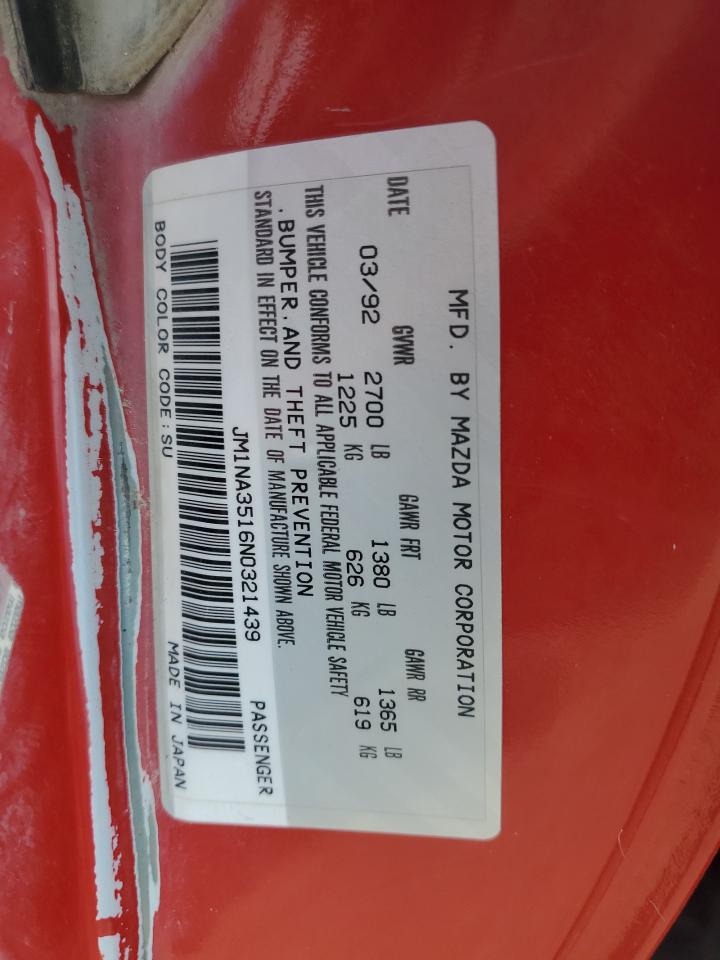 MFD. BY MAZDA MOTOR CORPORATION
DATE GVWR GAWR FRT GAWR RR
03/92 2700 LB 1380 LB 1365 LB
1225 KG 626 KG 619 KG
THIS VEHICLE CONFORMS TO ALL APPLICABLE FEDERAL MOTOR VEHICLE SAFETY
, BUMPER, AND THEFT PREVENTION
STANDARD IN EFFECT ON THE DATE OF MANUFACTURE SHOWN ABOVE.
JM1NA3516N0321439 PASSENGER
BODY COLOR CODE:SU MADE IN JAPAN